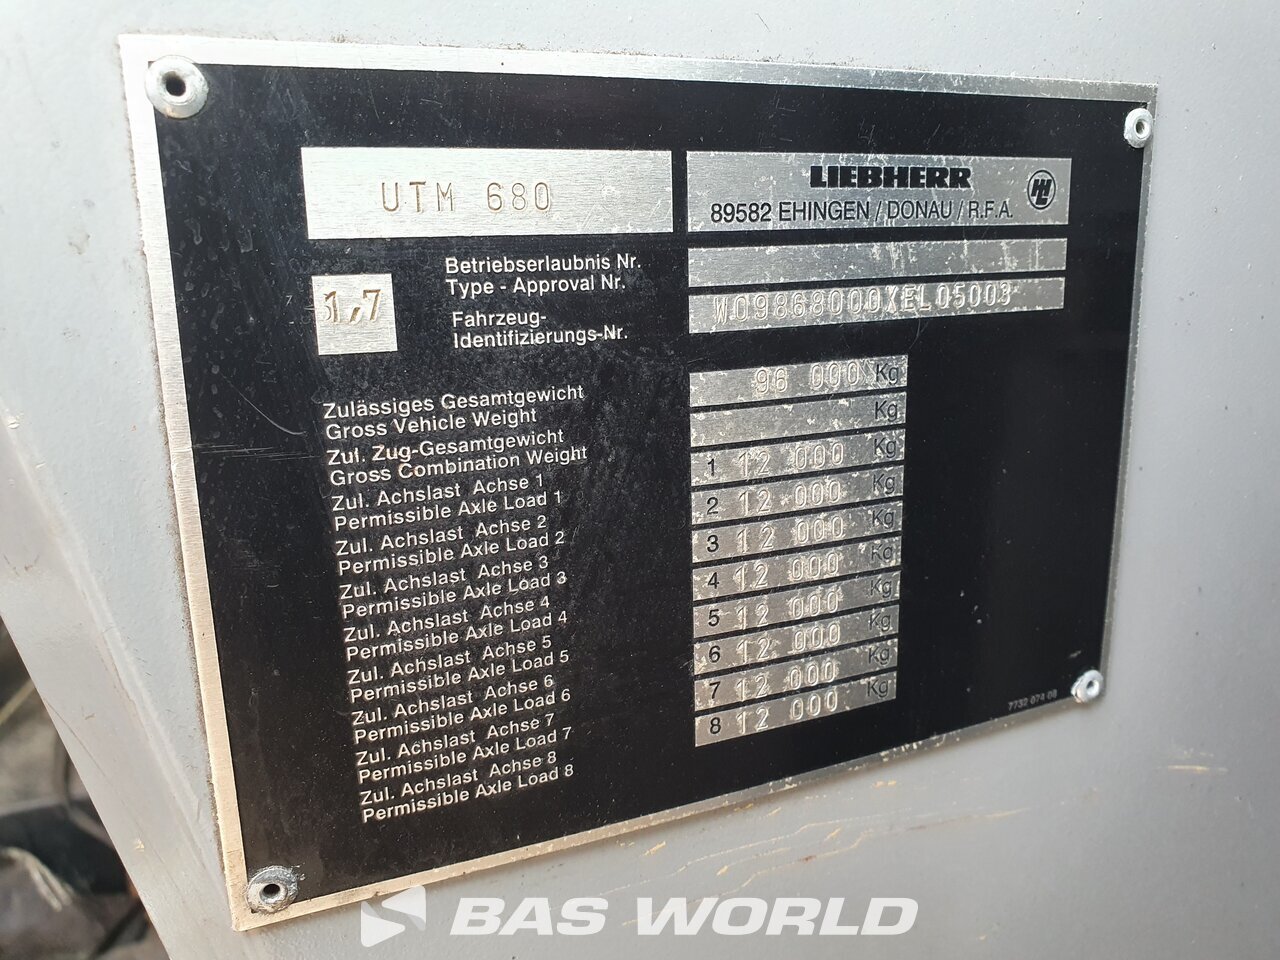 UTM 680
LIEBHERR
89582 EHINGEN / DONAU / R.F.A.
Betriebserlaubnis Nr.
Type - Approval Nr.
1,7
Fahrzeug-
Identifizierungs-Nr.
W09868000XEL05003
Zulässiges Gesamtgewicht
Gross Vehicle Weight
96 000 Kg
Zul. Zug-Gesamtgewicht
Gross Combination Weight
Kg
Zul. Achslast Achse 1
Permissible Axle Load 1
1 12 000 Kg
Zul. Achslast Achse 2
Permissible Axle Load 2
2 12 000 Kg
Zul. Achslast Achse 3
Permissible Axle Load 3
3 12 000 Kg
Zul. Achslast Achse 4
Permissible Axle Load 4
4 12 000 Kg
Zul. Achslast Achse 5
Permissible Axle Load 5
5 12 000 Kg
Zul. Achslast Achse 6
Permissible Axle Load 6
6 12 000 Kg
Zul. Achslast Achse 7
Permissible Axle Load 7
7 12 000 Kg
Zul. Achslast Achse 8
Permissible Axle Load 8
8 12 000 Kg
7732 074 08
BAS WORLD